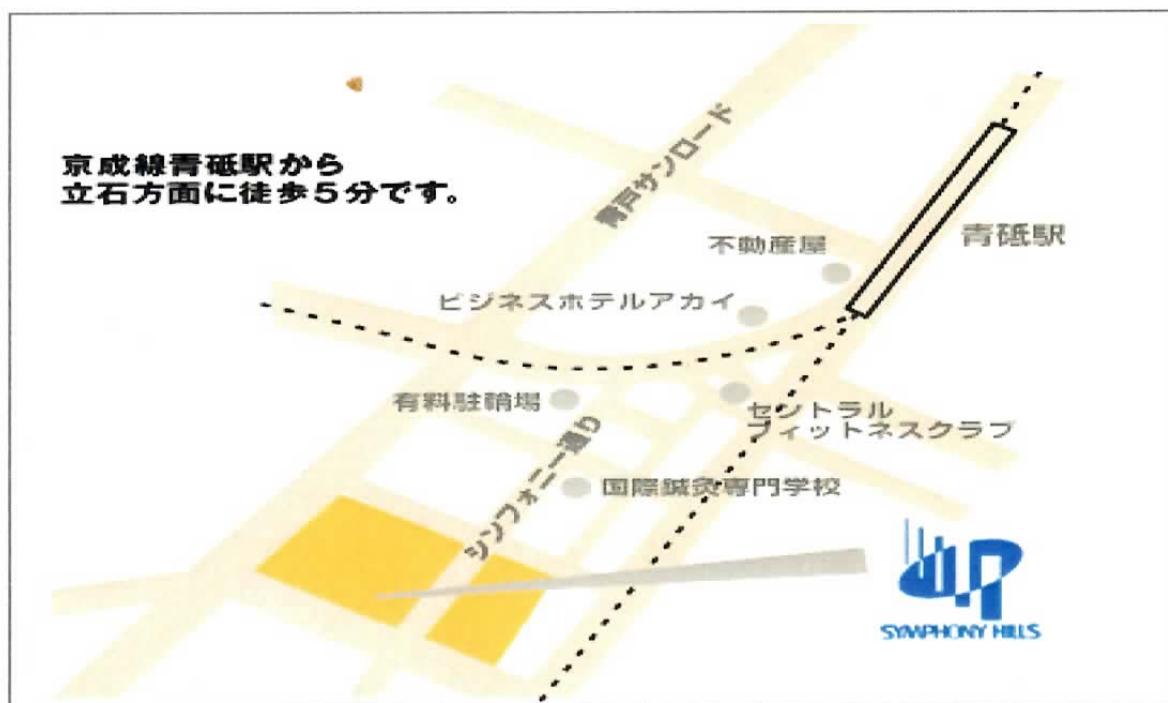 京成線青砥駅から
立石方面に徒歩５分です。
青戸サンロード
青砥駅
不動産屋
ビジネスホテルアカイ
有料駐輪場
セントラル
フィットネスクラブ
シンフォニー通り
国際鍼灸専門学校
SYMPHONY HILLS